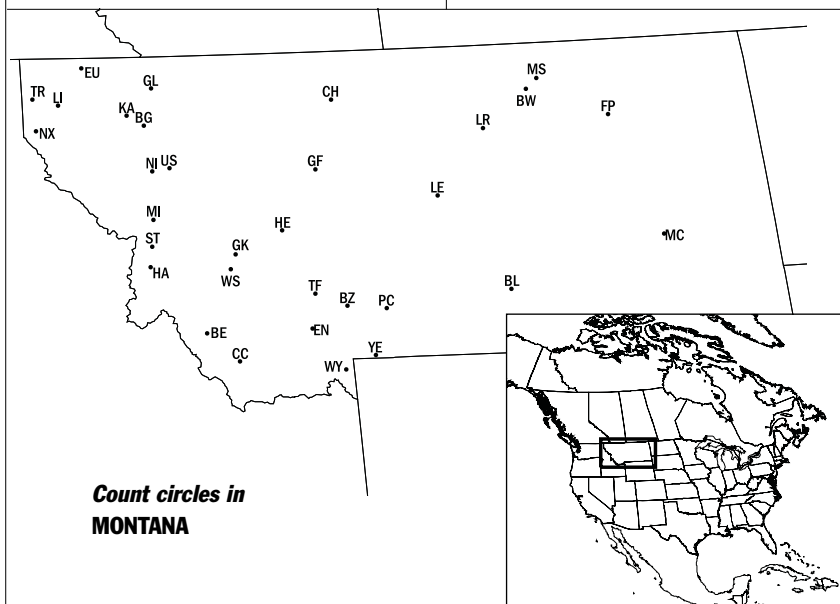 MS
EU
GL
TR
LI
CH
BW
KA
BG
FP
LR
NX
NI US
GF
LE
MI
HE
MC
ST
GK
HA
WS
TF
BZ
PC
BL
BE
EN
CC
YE
WY
Count circles in
MONTANA